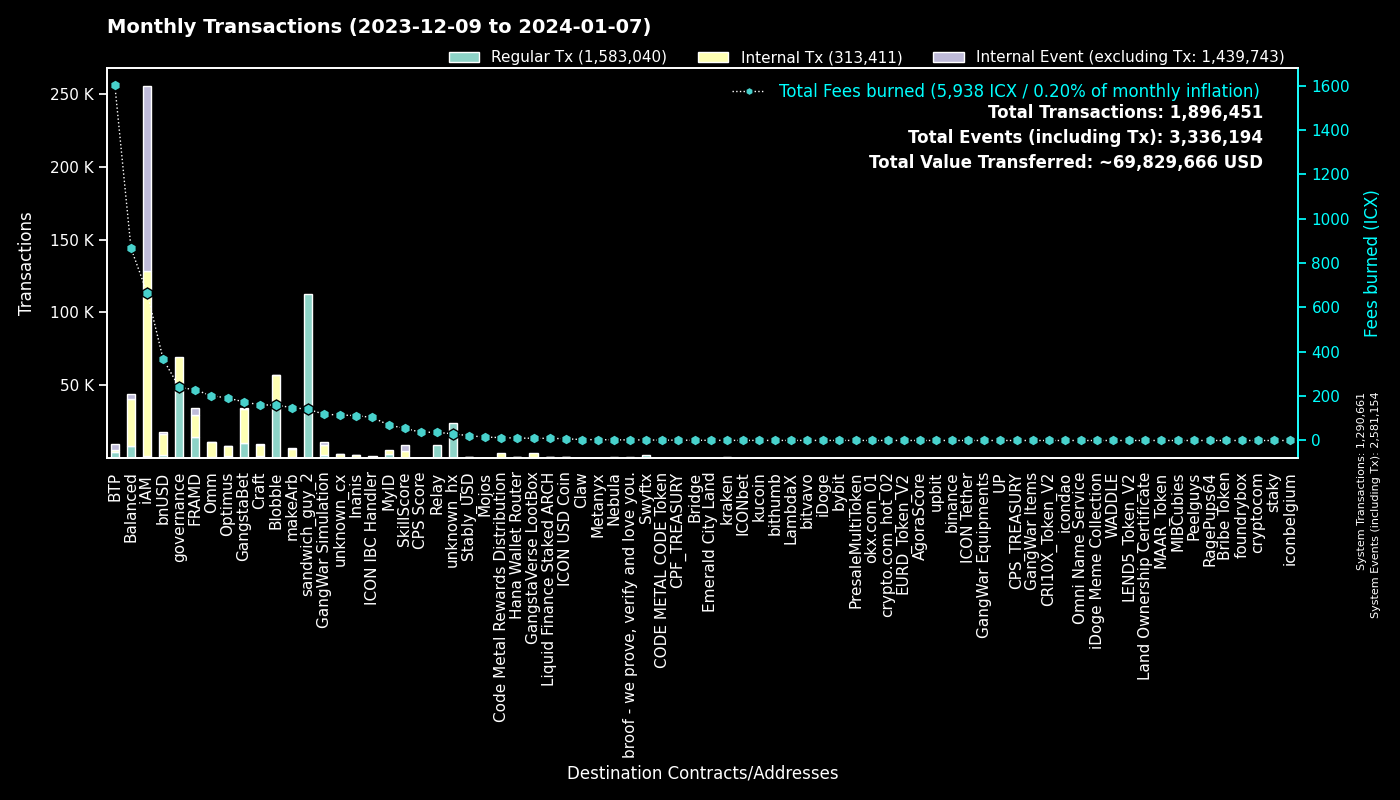 Monthly Transactions (2023-12-09 to 2024-01-07)
Regular Tx (1,583,040)
Internal Tx (313,411)
Internal Event (excluding Tx: 1,439,743)
Total Fees burned (5,938 ICX / 0.20% of monthly inflation)
Total Transactions: 1,896,451
Total Events (including Tx): 3,336,194
Total Value Transferred: ~69,829,666 USD
Transactions
250 K
200 K
150 K
100 K
50 K
1600
1400
1200
1000
800
600
400
200
0
Fees burned (ICX)
System Transactions: 1,290,661
System Events (including Tx): 2,581,154
BTP
Balanced
iAM
bnUSD
governance
FRAMD
Omm
Optimus
GangstaBet
Craft
Blobble
makeArb
sandwich_guy_2
GangWar Simulation
unknown_cx
Inanis
ICON IBC Handler
MyID
SkillScore
CPS Score
Relay
unknown_hx
Stably_USD
Mojos
Code Metal Rewards Distribution
Hana Wallet Router
GangstaVerse LootBox
Liquid Finance Staked ARCH
ICON USD Coin
Claw
Metanyx
Nebula
broof - we prove, verify and love you.
Swyftx
CODE METAL CODE Token
CPF_TREASURY
Bridge
Emerald City Land
kraken
ICONbet
kucoin
bithumb
LambdaX
bitvavo
iDoge
bybit
PresaleMultiToken
okx.com_01
crypto.com_hot_02
EURD_Token_V2
AgoraScore
upbit
binance
ICON_Tether
GangWar Equipments
UP
CPS_TREASURY
GangWar Items
CRI10X_Token_V2
icondao
Omni Name Service
iDoge Meme Collection
WADDLE
LEND5_Token_V2
Land Ownership Certificate
MAAR_Token
MIBCubies
Peelguys
RagePups64
Bribe Token
foundrybox
cryptocom
staky
iconbelgium
Destination Contracts/Addresses